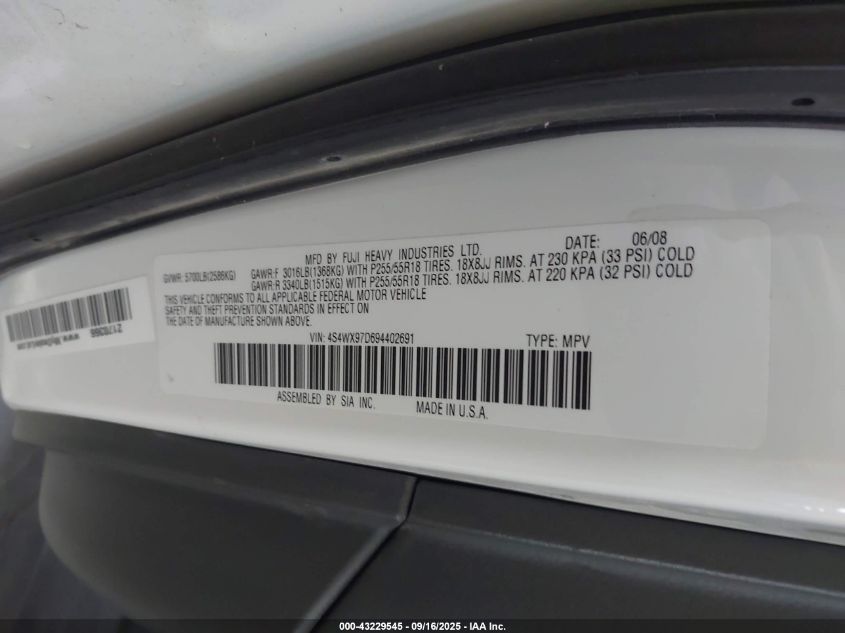 MFD BY FUJI HEAVY INDUSTRIES LTD. DATE: 06/08
GVWR: 5700LB(2586KG) GAWR:F 3016LB(1368KG) WITH P255/55R18 TIRES. 18X8JJ RIMS. AT 230 KPA (33 PSI) COLD
GAWR:R 3340LB(1515KG) WITH P255/55R18 TIRES. 18X8JJ RIMS. AT 220 KPA (32 PSI) COLD
THIS VEHICLE CONFORMS TO ALL APPLICABLE FEDERAL MOTOR VEHICLE
SAFETY AND THEFT PREVENTION STANDARDS IN EFFECT ON
THE DATE OF MANUFACTURE SHOWN ABOVE.
VIN: 4S4WX97D694402691 TYPE: MPV
ASSEMBLED BY SIA INC. MADE IN U.S.A.
2178366
000-43229545 - 09/16/2025 - IAA Inc.